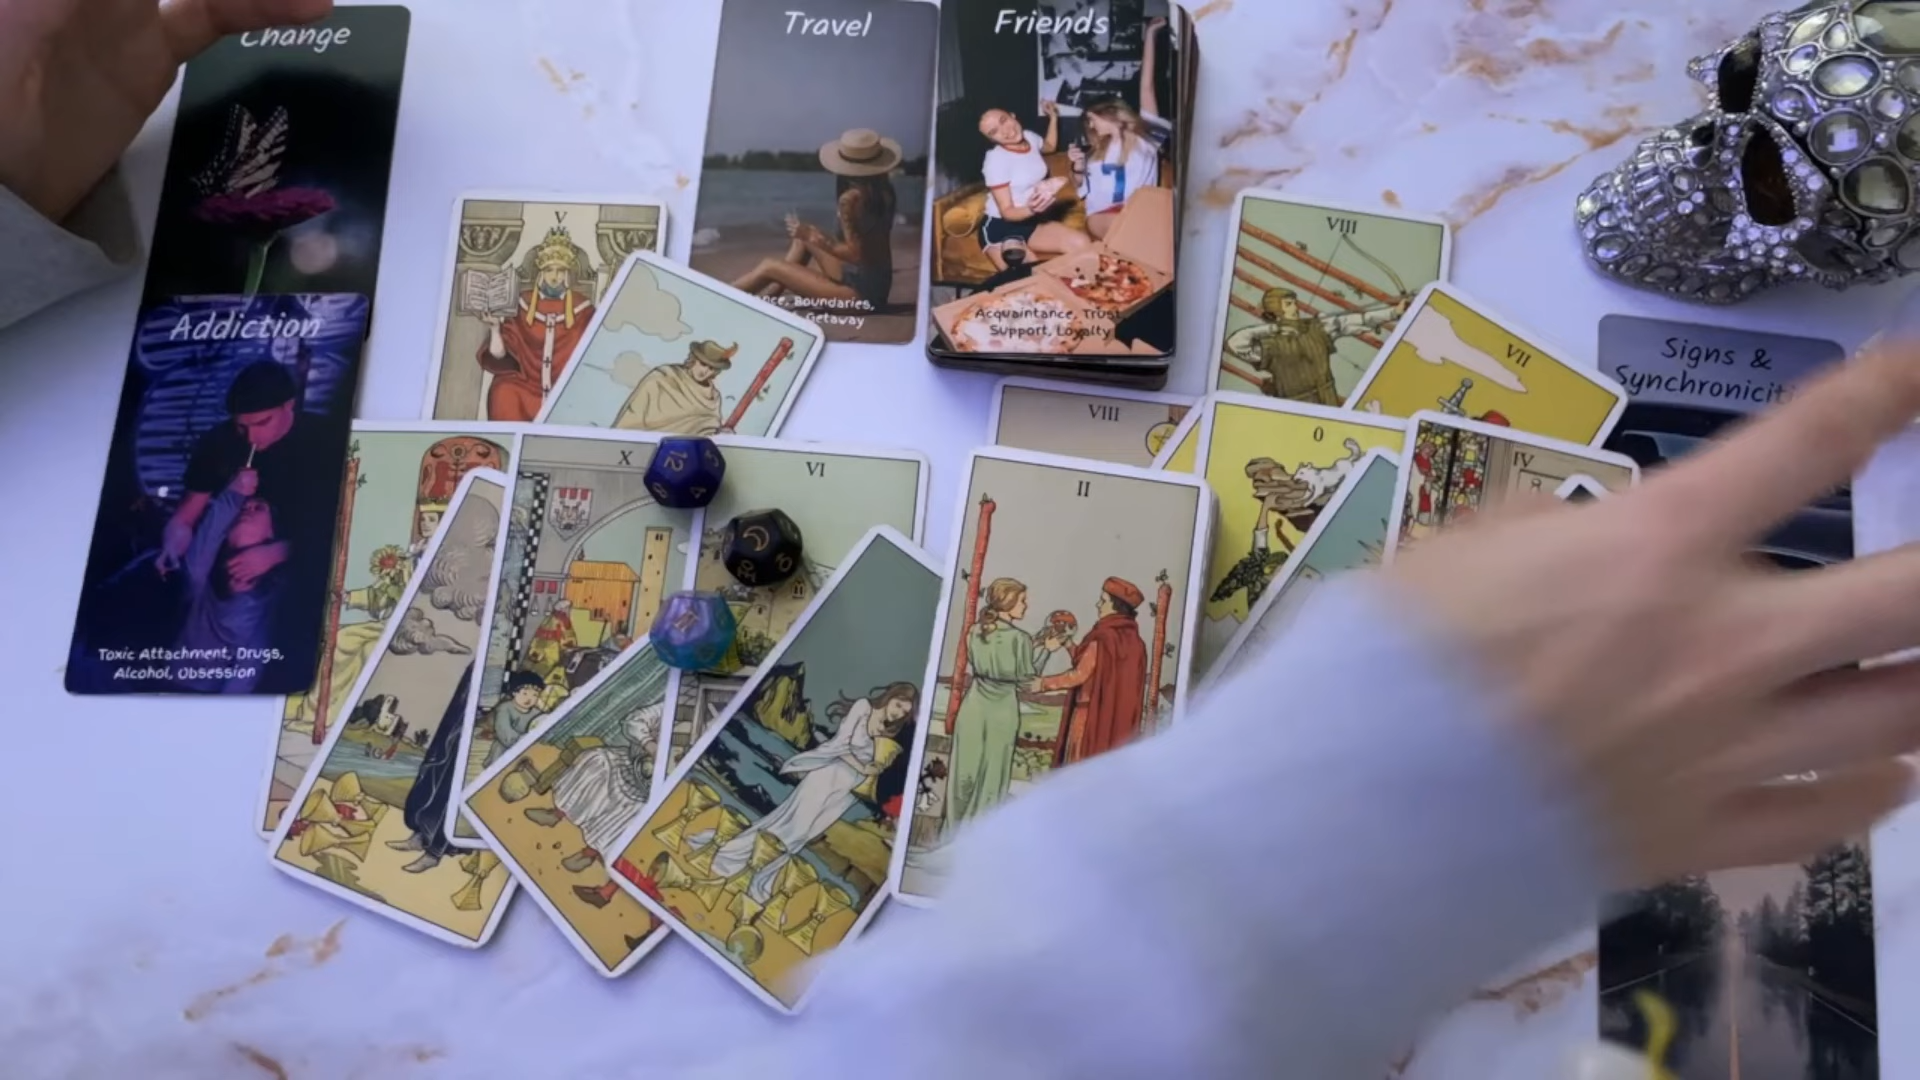 Change
Travel
Friends
Boundaries,
Getaway
Acquaintance, Trust
Support, Loyalty
Addiction
Toxic Attachment, Drugs,
Alcohol, Obsession
Signs &
V
VIII
VII
VIII
0
IV
X
VI
II
12